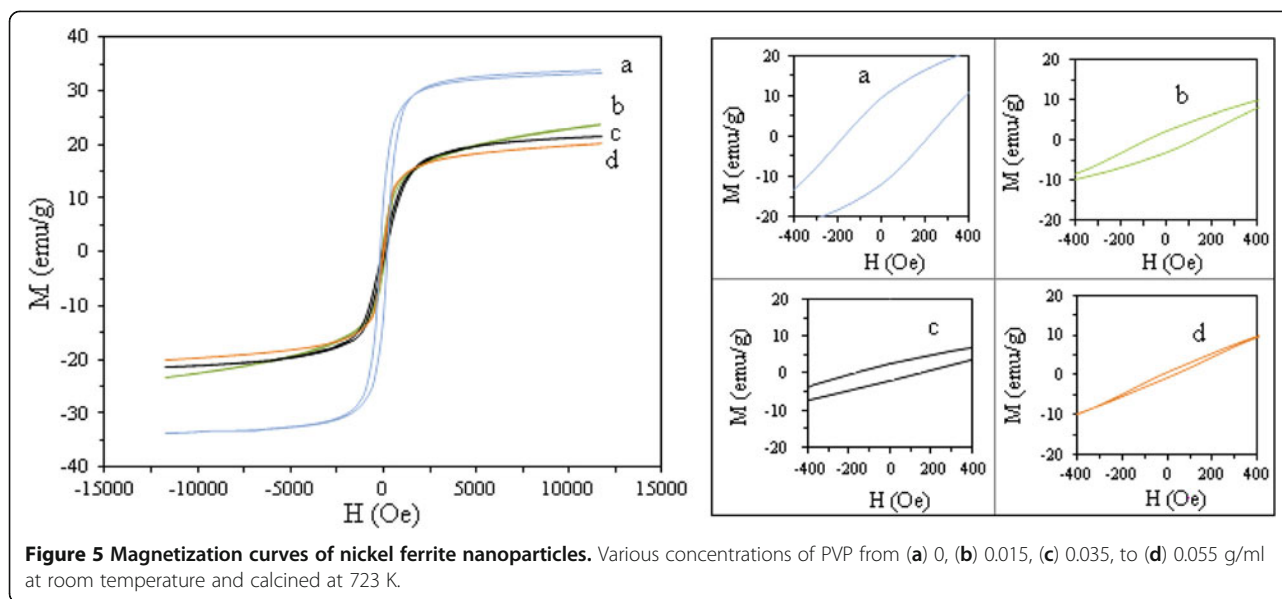 40
30
20
10
0
-10
-20
-30
-40
M (emu/g)
-15000 -10000 -5000 0 5000 10000 15000
H (Oe)
a
b
c
d
20
10
0
-10
-20
M (emu/g)
a
-400 -200 0 200 400
H (Oe)
20
10
0
-10
-20
M (emu/g)
b
-400 -200 0 200 400
H (Oe)
20
10
0
-10
-20
M (emu/g)
c
-400 -200 0 200 400
H (Oe)
20
10
0
-10
-20
M (emu/g)
d
-400 -200 0 200 400
H (Oe)
Figure 5 Magnetization curves of nickel ferrite nanoparticles. Various concentrations of PVP from (a) 0, (b) 0.015, (c) 0.035, to (d) 0.055 g/ml
at room temperature and calcined at 723 K.